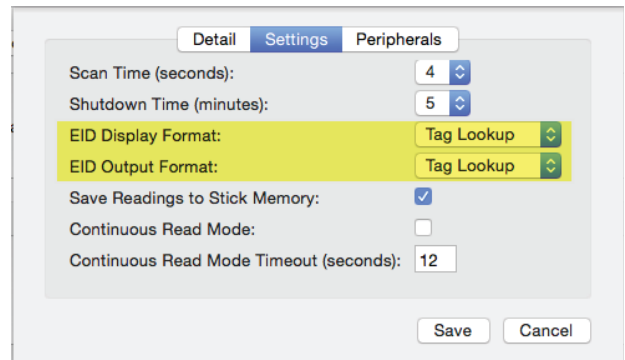 Detail Settings Peripherals
Scan Time (seconds): 4
Shutdown Time (minutes): 5
EID Display Format: Tag Lookup
EID Output Format: Tag Lookup
Save Readings to Stick Memory:
Continuous Read Mode:
Continuous Read Mode Timeout (seconds): 12
Save Cancel